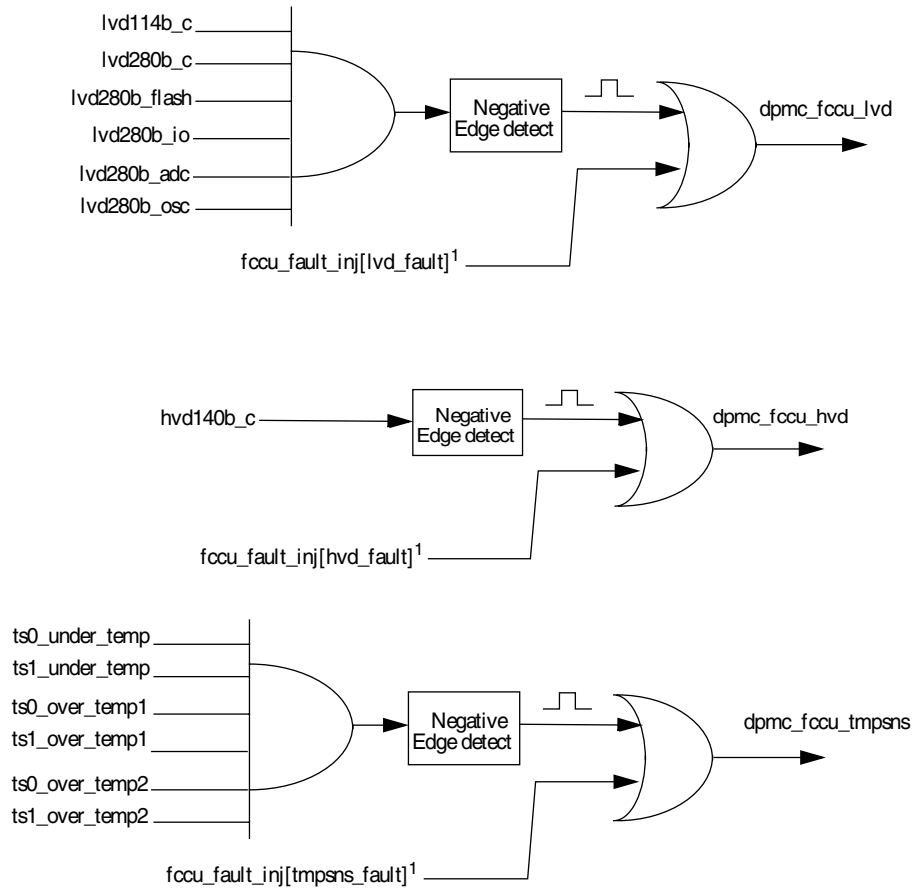 lvd114b_c
lvd280b_c
lvd280b_flash
lvd280b_io
lvd280b_adc
lvd280b_osc
Negative
Edge detect
dpmc_fccu_lvd
fccu_fault_inj[lvd_fault]1
hvd140b_c
Negative
Edge detect
dpmc_fccu_hvd
fccu_fault_inj[hvd_fault]1
ts0_under_temp
ts1_under_temp
ts0_over_temp1
ts1_over_temp1
ts0_over_temp2
ts1_over_temp2
Negative
Edge detect
dpmc_fccu_tmpsns
fccu_fault_inj[tmpsns_fault]1